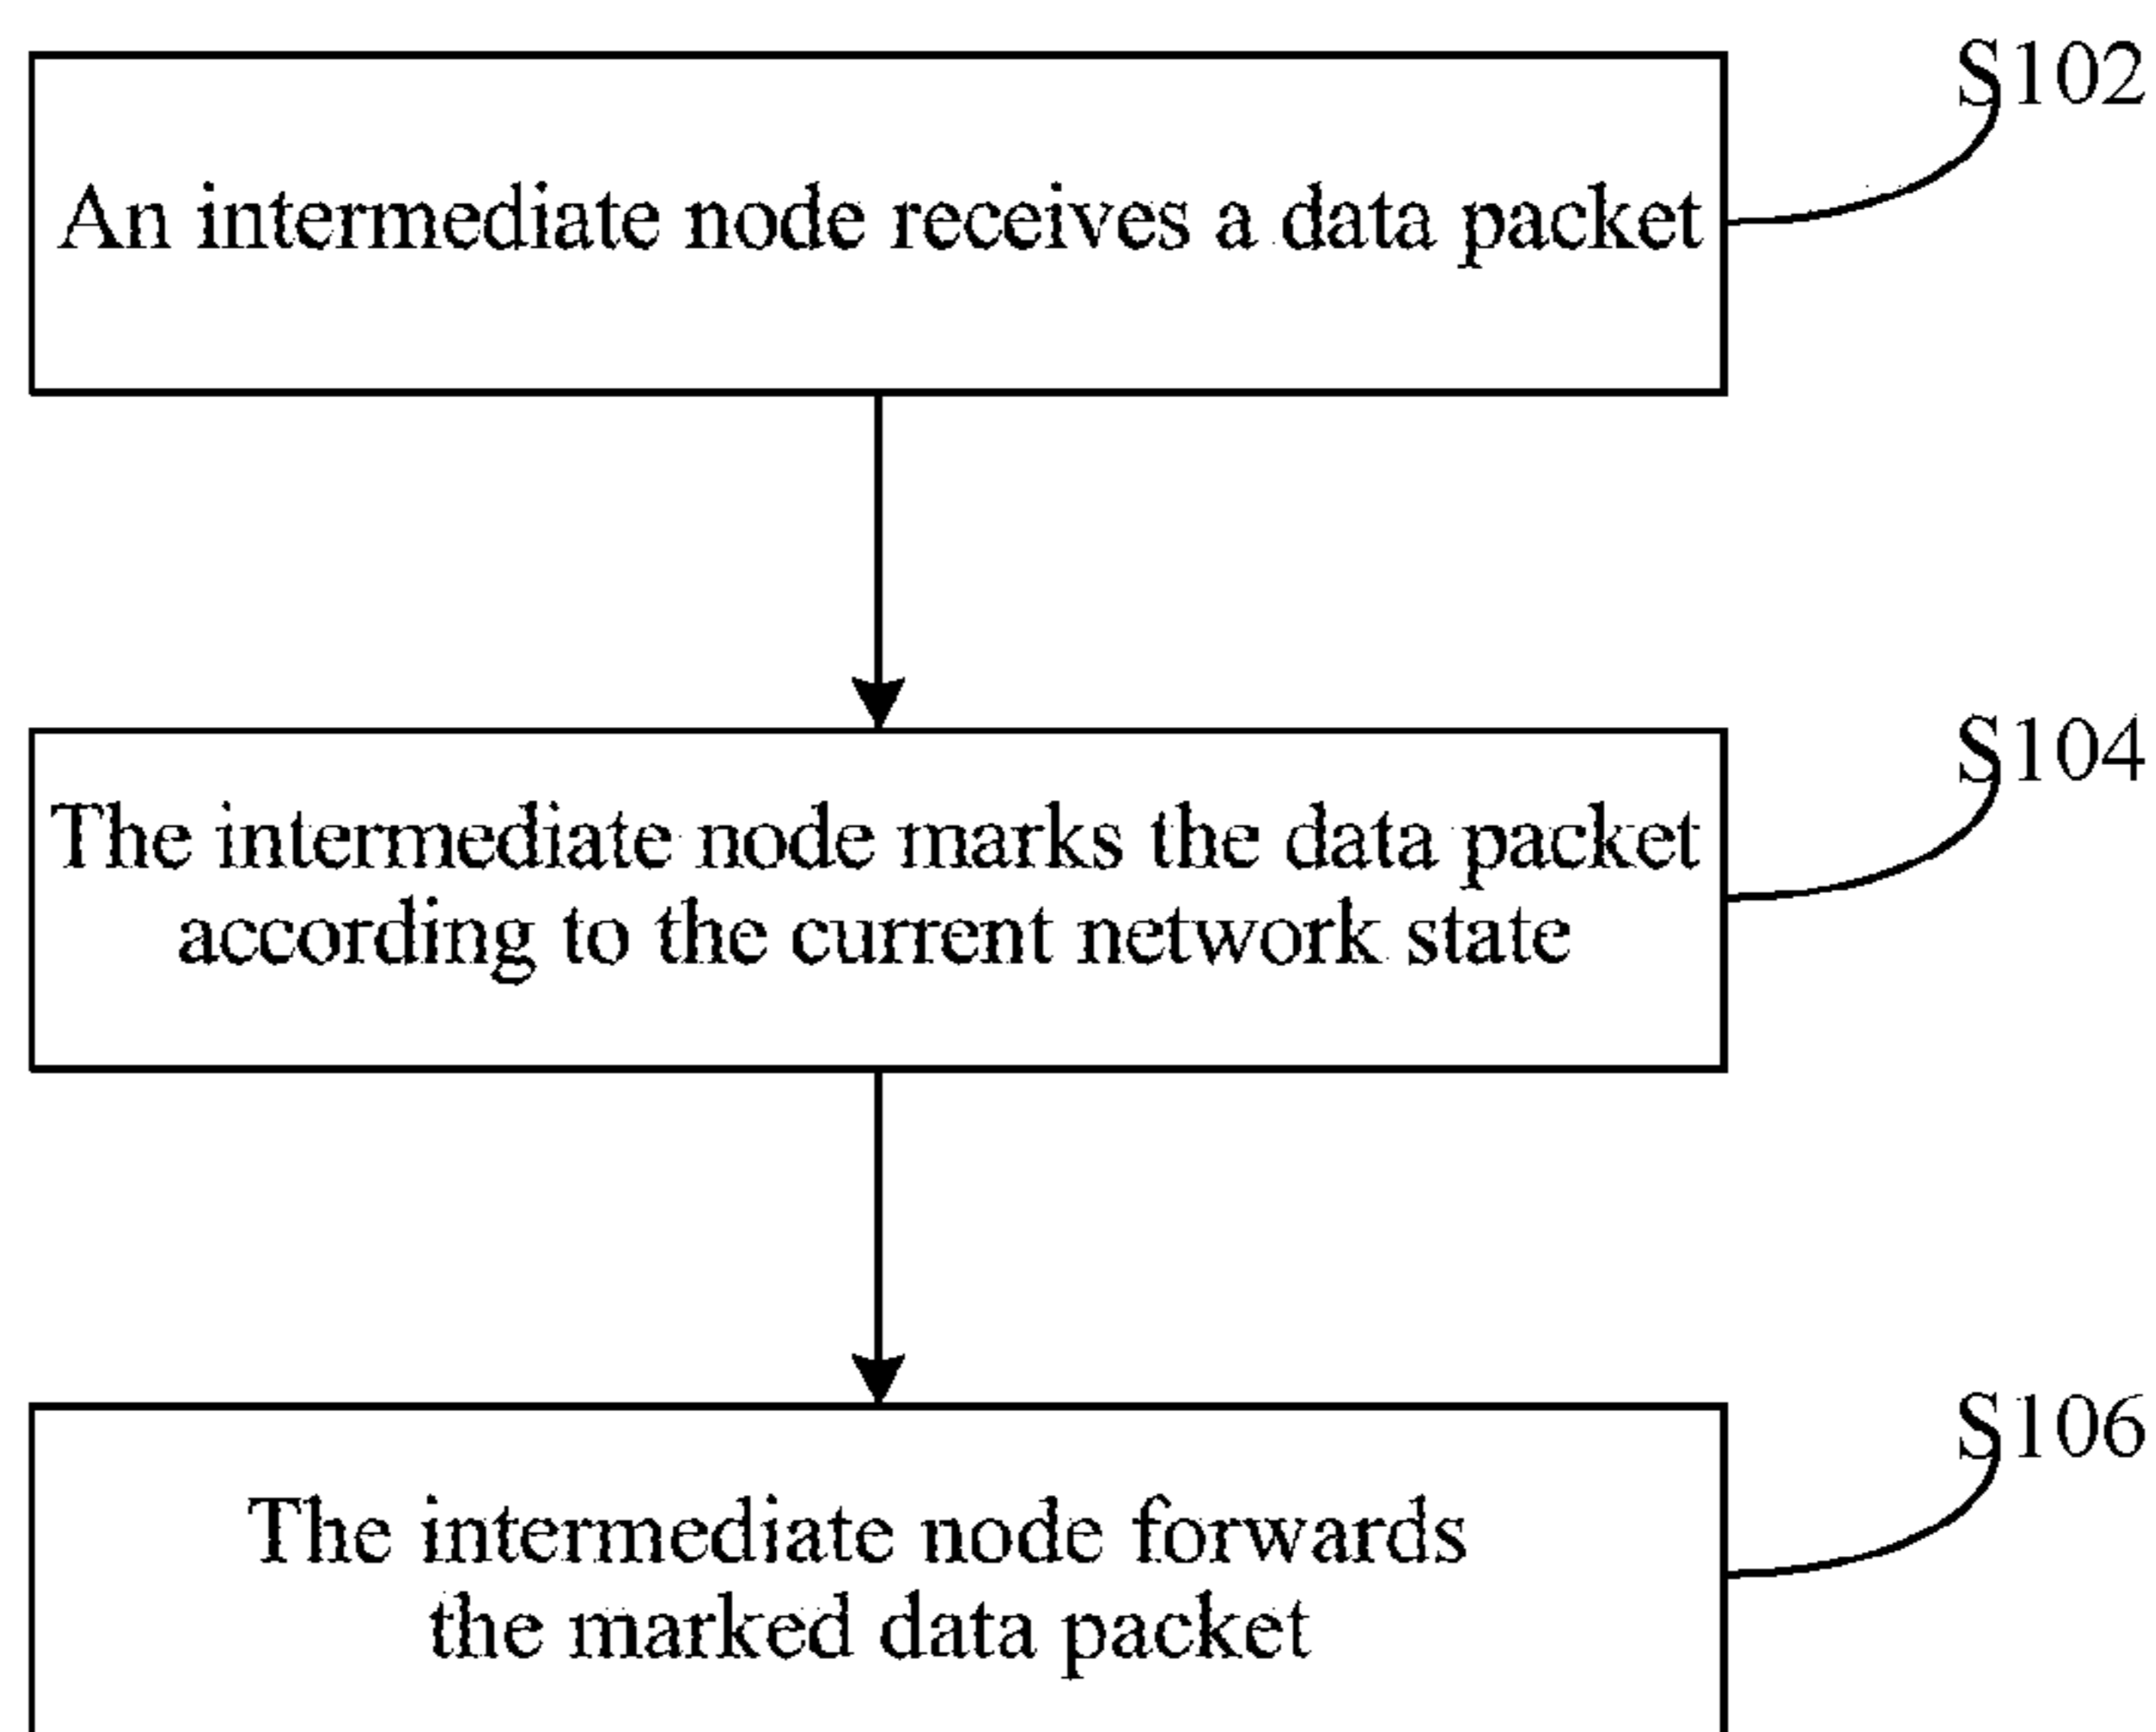 S102
An intermediate node receives a data packet
S104
The intermediate node marks the data packet
according to the current network state
S106
The intermediate node forwards
the marked data packet